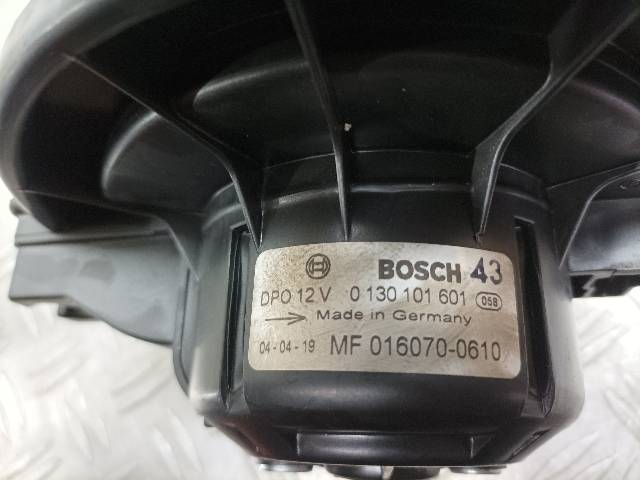 BOSCH 43
DPO 12 V 0 130 101 601 058
Made in Germany
04-04-19 MF 016070-0610